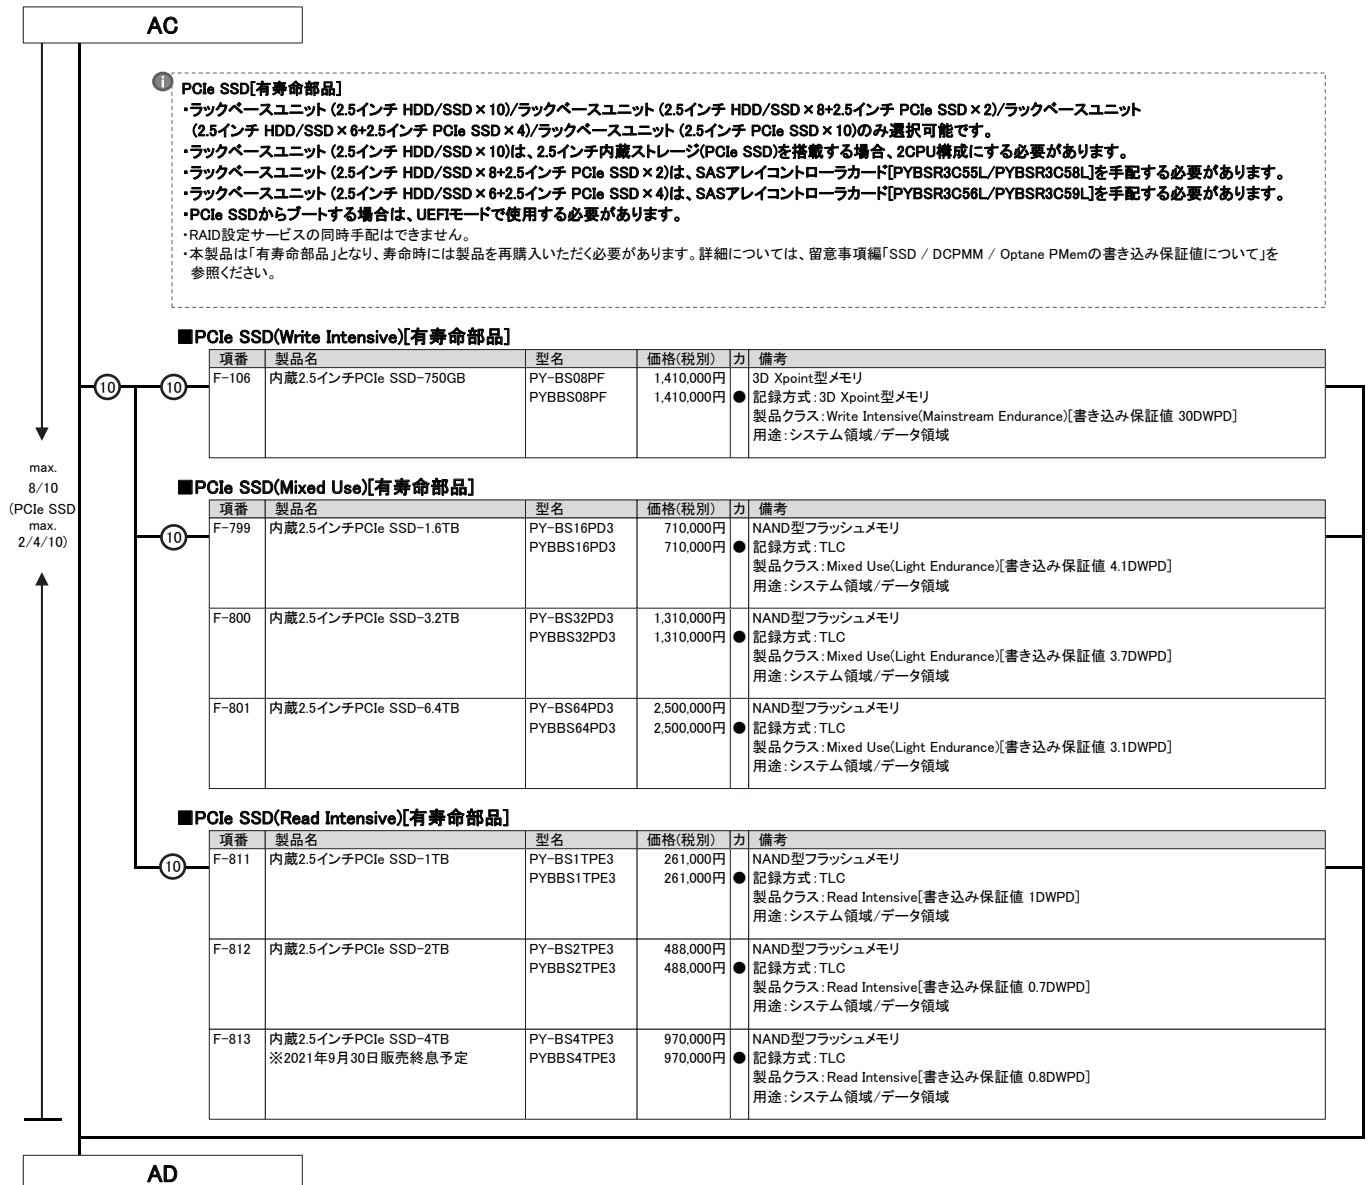 AC
i
PCIe SSD[有寿命部品]
・ラックベースユニット (2.5インチ HDD/SSD×10)/ラックベースユニット (2.5インチ HDD/SSD×8+2.5インチ PCIe SSD×2)/ラックベースユニット
(2.5インチ HDD/SSD×6+2.5インチ PCIe SSD×4)/ラックベースユニット (2.5インチ PCIe SSD×10)のみ選択可能です。
・ラックベースユニット (2.5インチ HDD/SSD×10)は、2.5インチ内蔵ストレージ(PCIe SSD)を搭載する場合、2CPU構成にする必要があります。
・ラックベースユニット (2.5インチ HDD/SSD×8+2.5インチ PCIe SSD×2)は、SASアレイコントローラカード[PYBSR3C55L/PYBSR3C58L]を手配する必要があります。
・ラックベースユニット (2.5インチ HDD/SSD×6+2.5インチ PCIe SSD×4)は、SASアレイコントローラカード[PYBSR3C56L/PYBSR3C59L]を手配する必要があります。
・PCIe SSDからブートする場合は、UEFIモードで使用する必要があります。
・RAID設定サービスの同時手配はできません。
・本製品は「有寿命部品」となり、寿命時には製品を再購入いただく必要があります。詳細については、留意事項編「SSD / DCPMM / Optane PMemの書き込み保証値について」を
参照ください。
■PCIe SSD(Write Intensive)[有寿命部品]
項番 製品名 型名 価格(税別) カ 備考
10 10 F-106 内蔵2.5インチPCIe SSD-750GB PY-BS08PF 1,410,000円 3D Xpoint型メモリ
PYBBS08PF 1,410,000円 ● 記録方式:3D Xpoint型メモリ
製品クラス:Write Intensive(Mainstream Endurance)[書き込み保証値 30DWPD]
用途:システム領域/データ領域
max.
8/10
(PCIe SSD
max.
2/4/10)
■PCIe SSD(Mixed Use)[有寿命部品]
項番 製品名 型名 価格(税別) カ 備考
10 F-799 内蔵2.5インチPCIe SSD-1.6TB PY-BS16PD3 710,000円 NAND型フラッシュメモリ
PYBBS16PD3 710,000円 ● 記録方式:TLC
製品クラス:Mixed Use(Light Endurance)[書き込み保証値 4.1DWPD]
用途:システム領域/データ領域
F-800 内蔵2.5インチPCIe SSD-3.2TB PY-BS32PD3 1,310,000円 NAND型フラッシュメモリ
PYBBS32PD3 1,310,000円 ● 記録方式:TLC
製品クラス:Mixed Use(Light Endurance)[書き込み保証値 3.7DWPD]
用途:システム領域/データ領域
F-801 内蔵2.5インチPCIe SSD-6.4TB PY-BS64PD3 2,500,000円 NAND型フラッシュメモリ
PYBBS64PD3 2,500,000円 ● 記録方式:TLC
製品クラス:Mixed Use(Light Endurance)[書き込み保証値 3.1DWPD]
用途:システム領域/データ領域
■PCIe SSD(Read Intensive)[有寿命部品]
項番 製品名 型名 価格(税別) カ 備考
10 F-811 内蔵2.5インチPCIe SSD-1TB PY-BS1TPE3 261,000円 NAND型フラッシュメモリ
PYBBS1TPE3 261,000円 ● 記録方式:TLC
製品クラス:Read Intensive[書き込み保証値 1DWPD]
用途:システム領域/データ領域
F-812 内蔵2.5インチPCIe SSD-2TB PY-BS2TPE3 488,000円 NAND型フラッシュメモリ
PYBBS2TPE3 488,000円 ● 記録方式:TLC
製品クラス:Read Intensive[書き込み保証値 0.7DWPD]
用途:システム領域/データ領域
F-813 内蔵2.5インチPCIe SSD-4TB PY-BS4TPE3 970,000円 NAND型フラッシュメモリ
※2021年9月30日販売終息予定 PYBBS4TPE3 970,000円 ● 記録方式:TLC
製品クラス:Read Intensive[書き込み保証値 0.8DWPD]
用途:システム領域/データ領域
AD